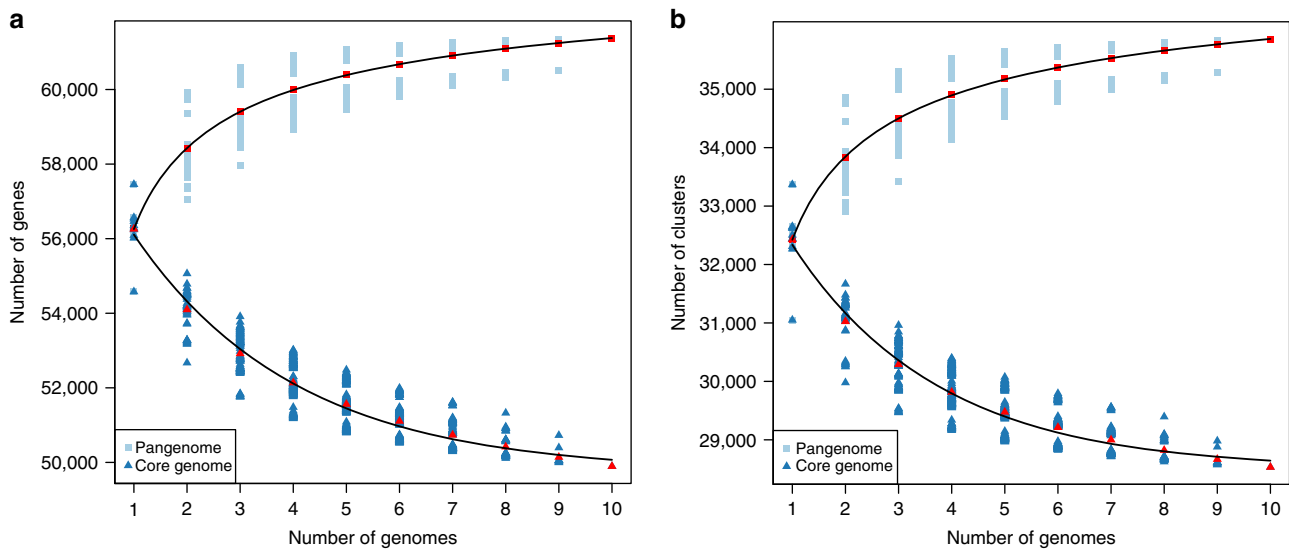 a
Number of genes
60,000
58,000
56,000
54,000
52,000
50,000
Pangenome
Core genome
1 2 3 4 5 6 7 8 9 10
Number of genomes
b
Number of clusters
35,000
34,000
33,000
32,000
31,000
30,000
29,000
Pangenome
Core genome
1 2 3 4 5 6 7 8 9 10
Number of genomes